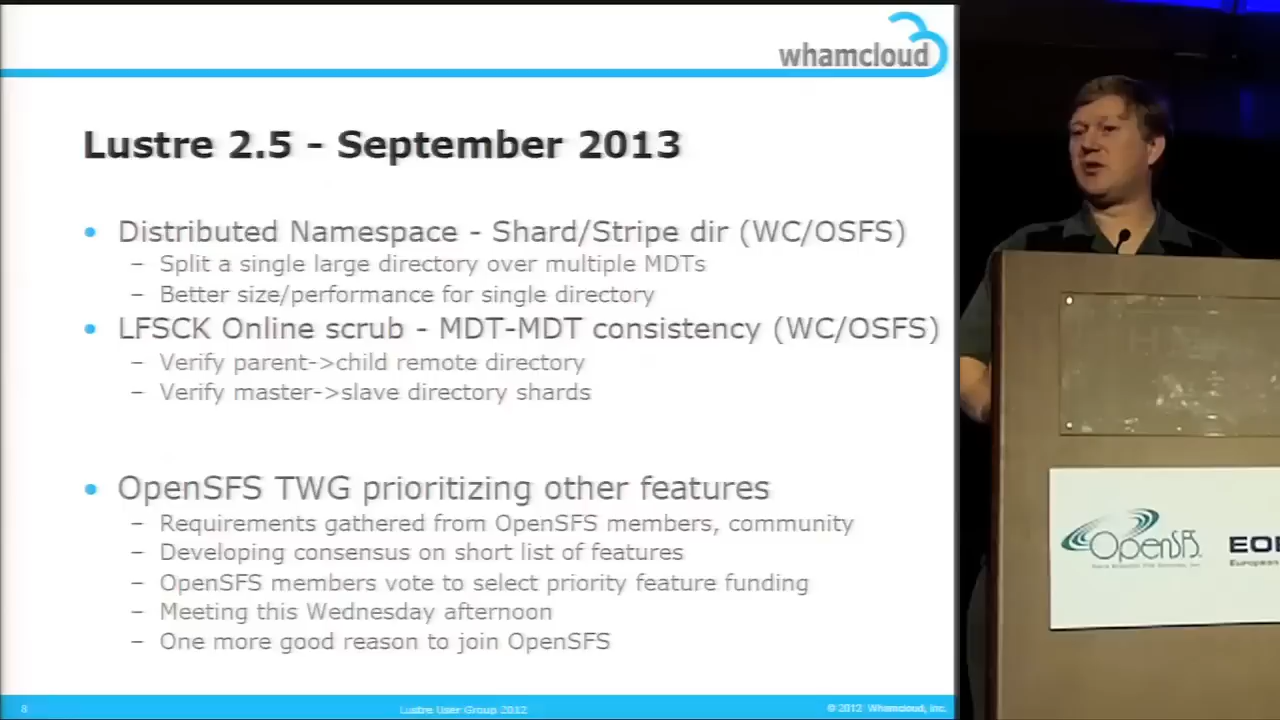 whamcloud
Lustre 2.5 - September 2013
• Distributed Namespace - Shard/Stripe dir (WC/OSFS)
– Split a single large directory over multiple MDTs
– Better size/performance for single directory
• LFSCK Online scrub - MDT-MDT consistency (WC/OSFS)
– Verify parent->child remote directory
– Verify master->slave directory shards
• OpenSFS TWG prioritizing other features
– Requirements gathered from OpenSFS members, community
– Developing consensus on short list of features
– OpenSFS members vote to select priority feature funding
– Meeting this Wednesday afternoon
– One more good reason to join OpenSFS
8
Lustre User Group 2012
© 2012 Whamcloud, Inc.
OpenSFS
European